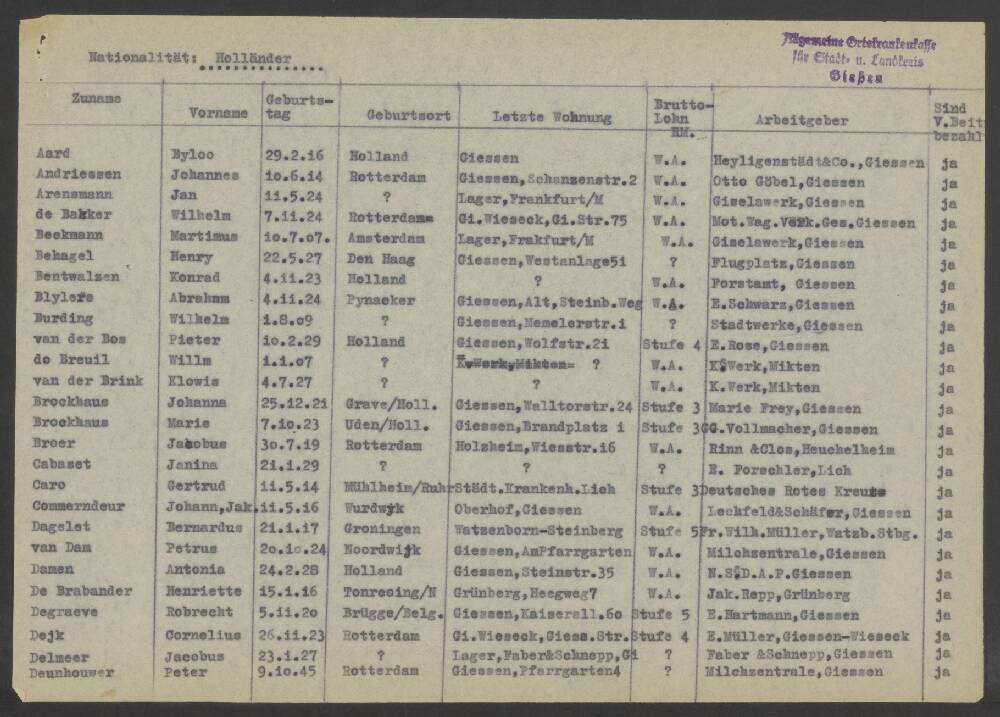 Allgemeine Ortskrankenkasse
für Stadt- u. Landkreis
Gießen
Nationalität: Holländer
Zuname Vorname Geburts-tag Geburtsort Letzte Wohnung Brutto-Lohn RM. Arbeitgeber Sind V.Beit bezahl
Aard Byloo 29.2.16 Holland Giessen W.A. Heyligenstädt&Co.,Giessen ja
Andriessen Johannes 10.6.14 Rotterdam Giessen,Schanzenstr.2 W.A. Otto Göbel,Giessen ja
Arensmann Jan 11.5.24 ? Lager,Frankfurt/M W.A. Giselawerk,Giessen ja
de Bakker Wilhelm 7.11.24 Rotterdam Gi.Wieseck,Gi.Str.75 W.A. Mot.Wag.Verk.Ges.Giessen ja
Beckmann Martimus 10.7.07. Amsterdam Lager,Frakfurt/M W.A. Giselawerk,Giessen ja
Behagel Henry 22.5.27 Den Haag Giessen,Westanlage51 ? Flugplatz,Giessen ja
Bentwalzen Konrad 4.11.23 Holland ? W.A. Forstamt, Giessen ja
Blylefs Abraham 4.11.24 Pynacker Giessen,Alt,Steinb.Weg W.A. E.Schwarz,Giessen ja
Burding Wilhelm 1.8.09 ? Giessen,Memelerstr.1 ? Stadtwerke,Giessen ja
van der Bos Pieter 10.2.29 Holland Giessen,Wolfstr.21 Stufe 4 E.Rose,Giessen ja
do Breuil Willm 1.1.07 ? K.Werk,Mikten- ? W.A. K.Werk,Mikten ja
van der Brink Klowis 4.7.27 ? ? W.A. K.Werk,Mikten ja
Brockhaus Johanna 25.12.21 Grave/Holl. Giessen,Walltorstr.24 Stufe 3 Marie Frey,Giessen ja
Brockhaus Marie 7.10.23 Uden/Holl. Giessen,Brandplatz 1 Stufe 3 G.Vollmacher,Giessen ja
Broer Jacobus 30.7.19 Rotterdam Holzheim,Wiesstr.16 W.A. Rinn &Clos,Heuchelheim ja
Cabaset Janina 21.1.29 ? ? ? E. Forschler,Lich ja
Caro Gertrud 11.5.14 Mühlheim/Ruhr Städt.Krankenh.Lich Stufe 3 Deutsches Rotes Kreuz ja
Commerndeur Johann,Jak. 11.5.16 Wurdwyk Oberhof,Giessen W.A. Lechfeld&Schäfer,Giessen ja
Dagelet Bernardus 21.1.17 Groningen Watzenborn-Steinberg Stufe 5 Fr.Wilh.Müller,Watzb.Stbg. ja
van Dam Petrus 20.10.24 Noordwijk Giessen,AmPfarrgarten W.A. Milchzentrale,Giessen ja
Damen Antonia 24.2.28 Holland Giessen,Steinstr.35 W.A. N.S.D.A.P.Giessen ja
De Brabander Henriette 15.1.16 Tonrecing/N Grünberg,Heegweg7 W.A. Jak.Repp,Grünberg ja
Degraeve Robrecht 5.11.20 Brügge/Belg. Giessen,Kaiserall.60 Stufe 5 E.Hartmann,Giessen ja
Dejk Cornelius 26.11.23 Rotterdam Gi.Wieseck,Giess.Str. Stufe 4 E.Müller,Giessen-Wieseck ja
Delmeer Jacobus 23.1.27 ? Lager,Faber&Schnepp,Gi ? Faber &Schnepp,Giessen ja
Deunhouwer Peter 9.10.45 Rotterdam Giessen,Pfarrgarten4 ? Milchzentrale,Giessen ja